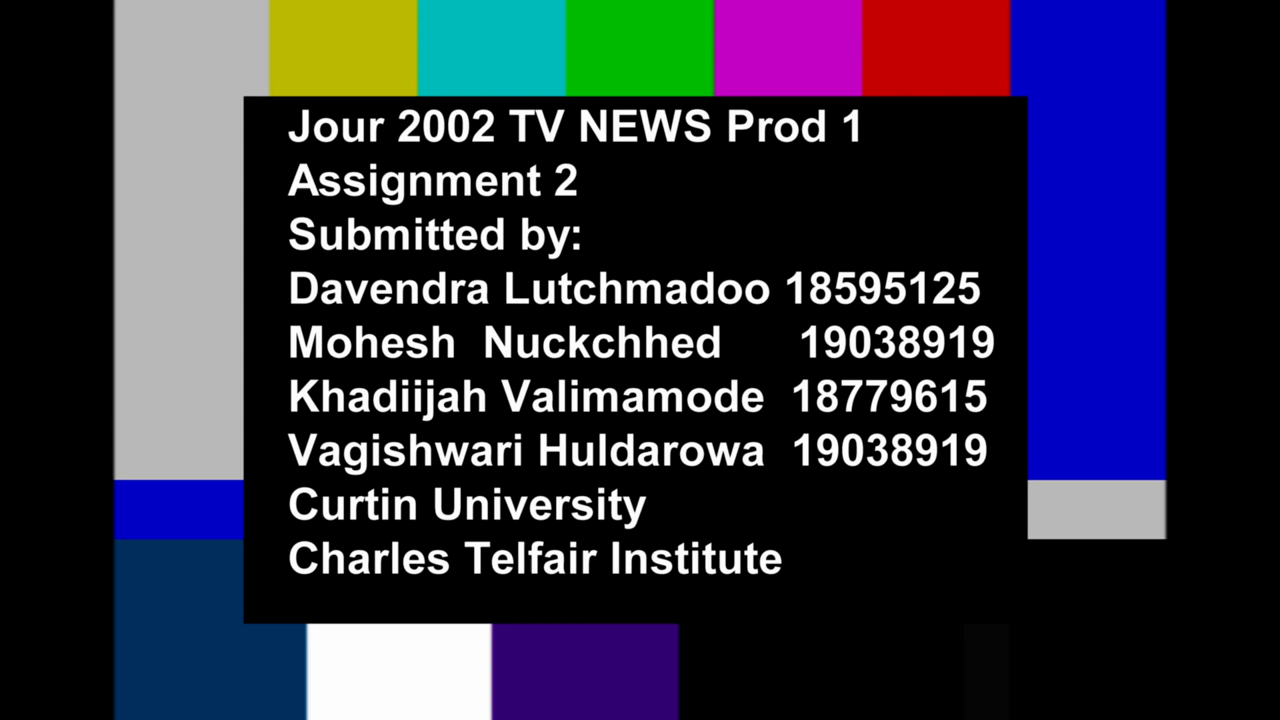 Jour 2002 TV NEWS Prod 1
Assignment 2
Submitted by:
Davendra Lutchmadoo 18595125
Mohesh Nuckchhed 19038919
Khadiijah Valimamode 18779615
Vagishwari Huldarowa 19038919
Curtin University
Charles Telfair Institute